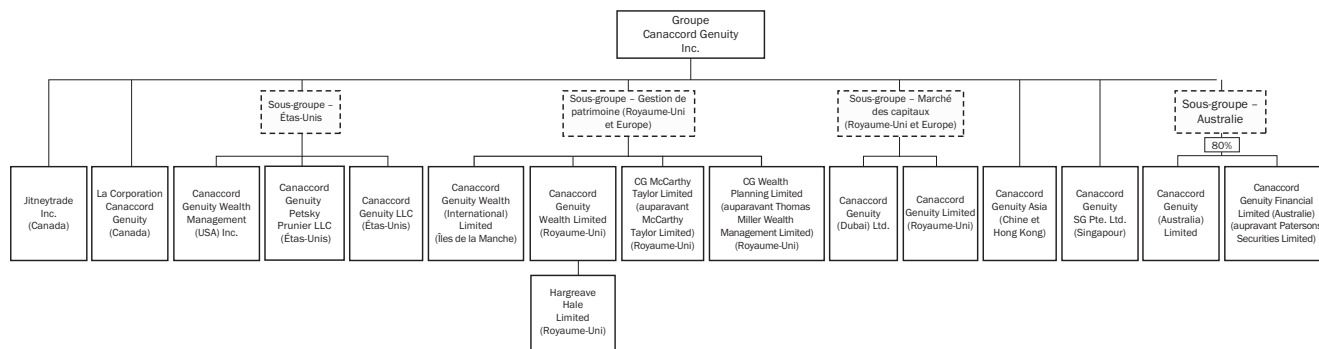 Groupe
Canaccord Genuity
Inc.
Sous-groupe –
Étas-Unis
Sous-groupe – Gestion de
patrimoine (Royaume-Uni
et Europe)
Sous-groupe – Marché
des capitaux
(Royaume-Uni et Europe)
Sous-groupe –
Australie
80%
Jitneytrade
Inc.
(Canada)
La Corporation
Canaccord
Genuity
(Canada)
Canaccord
Genuity Wealth
Management
(USA) Inc.
Canaccord
Genuity
Petsky
Prunier LLC
(Étas-Unis)
Canaccord
Genuity LLC
(Étas-Unis)
Canaccord
Genuity Wealth
(International)
Limited
(Îles de la Manche)
Canaccord
Genuity
Wealth Limited
(Royaume-Uni)
CG McCarthy
Taylor Limited
(auparavant
McCarthy
Taylor Limited)
(Royaume-Uni)
CG Wealth
Planning Limited
(auparavant Thomas
Miller Wealth
Management Limited)
(Royaume-Uni)
Canaccord
Genuity
(Dubai) Ltd.
Canaccord
Genuity Limited
(Royaume-Uni)
Canaccord
Genuity Asia
(Chine et
Hong Kong)
Canaccord
Genuity
SG Pte. Ltd.
(Singapour)
Canaccord
Genuity
(Australia)
Limited
Canaccord
Genuity Financial
Limited (Australie)
(aupravant Patersons
Securities Limited)
Hargreave
Hale
Limited
(Royaume-Uni)